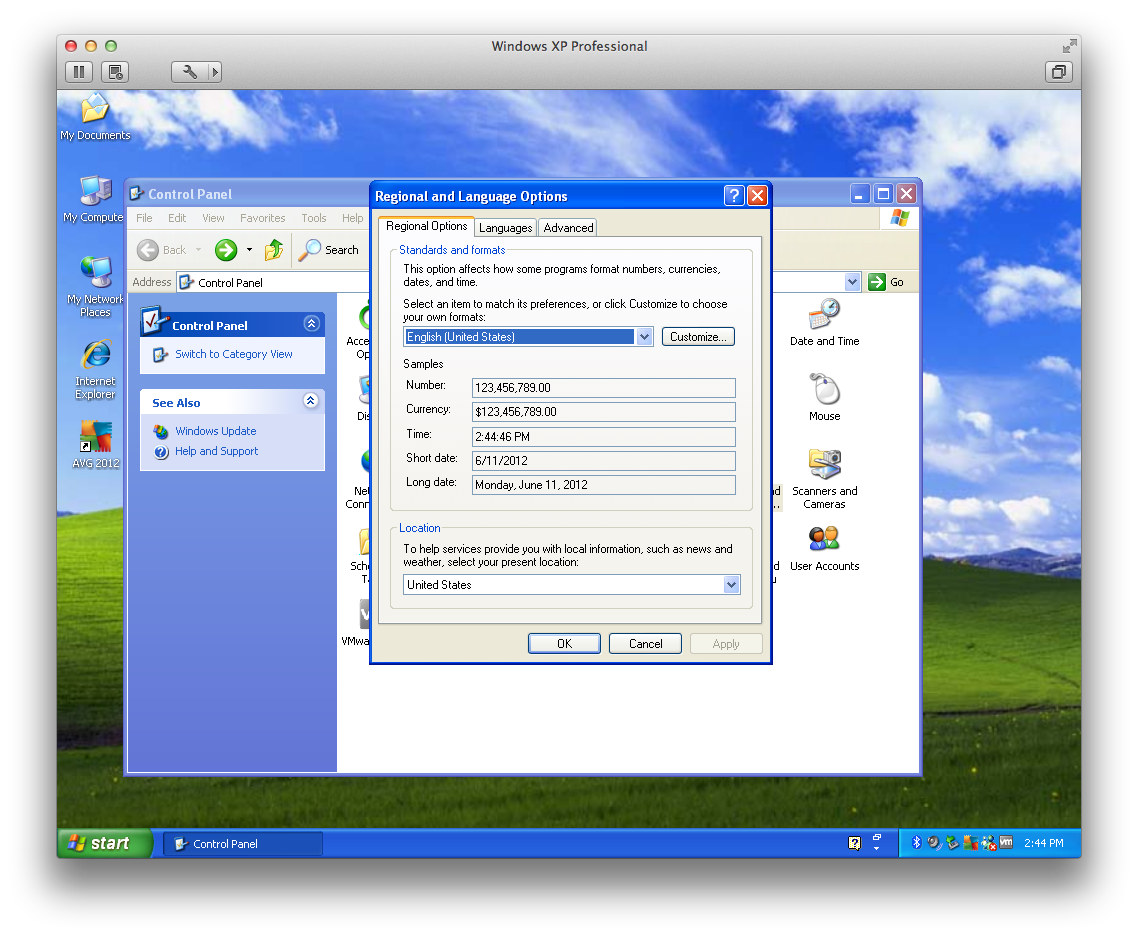 Windows XP Professional
My Documents
My Compute
My Network
Places
Internet
Explorer
AVG 2012
Control Panel
File Edit View Favorites Tools Help
Back
Search
Address
Control Panel
Go
Control Panel
Switch to Category View
See Also
Windows Update
Help and Support
Regional and Language Options
Regional Options
Languages
Advanced
Standards and formats
This option affects how some programs format numbers, currencies,
dates, and time.
Select an item to match its preferences, or click Customize to choose
your own formats:
English (United States)
Customize...
Samples
Number: 123,456,789.00
Currency: $123,456,789.00
Time: 2:44:46 PM
Short date: 6/11/2012
Long date: Monday, June 11, 2012
Location
To help services provide you with local information, such as news and
weather, select your present location:
United States
OK
Cancel
Apply
Date and Time
Mouse
Scanners and
Cameras
User Accounts
start
Control Panel
2:44 PM